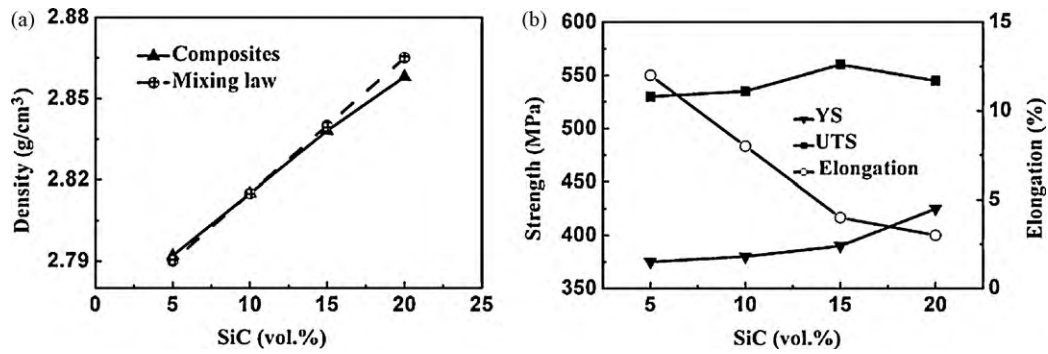 (a)
2.88
2.85
2.82
2.79
Density (g/cm³)
Composites
Mixing law
0 5 10 15 20 25
SiC (vol.%)
(b)
600
550
500
450
400
350
Strength (MPa)
YS
UTS
Elongation
15
10
5
0
Elongation (%)
5 10 15 20
SiC (vol.%)